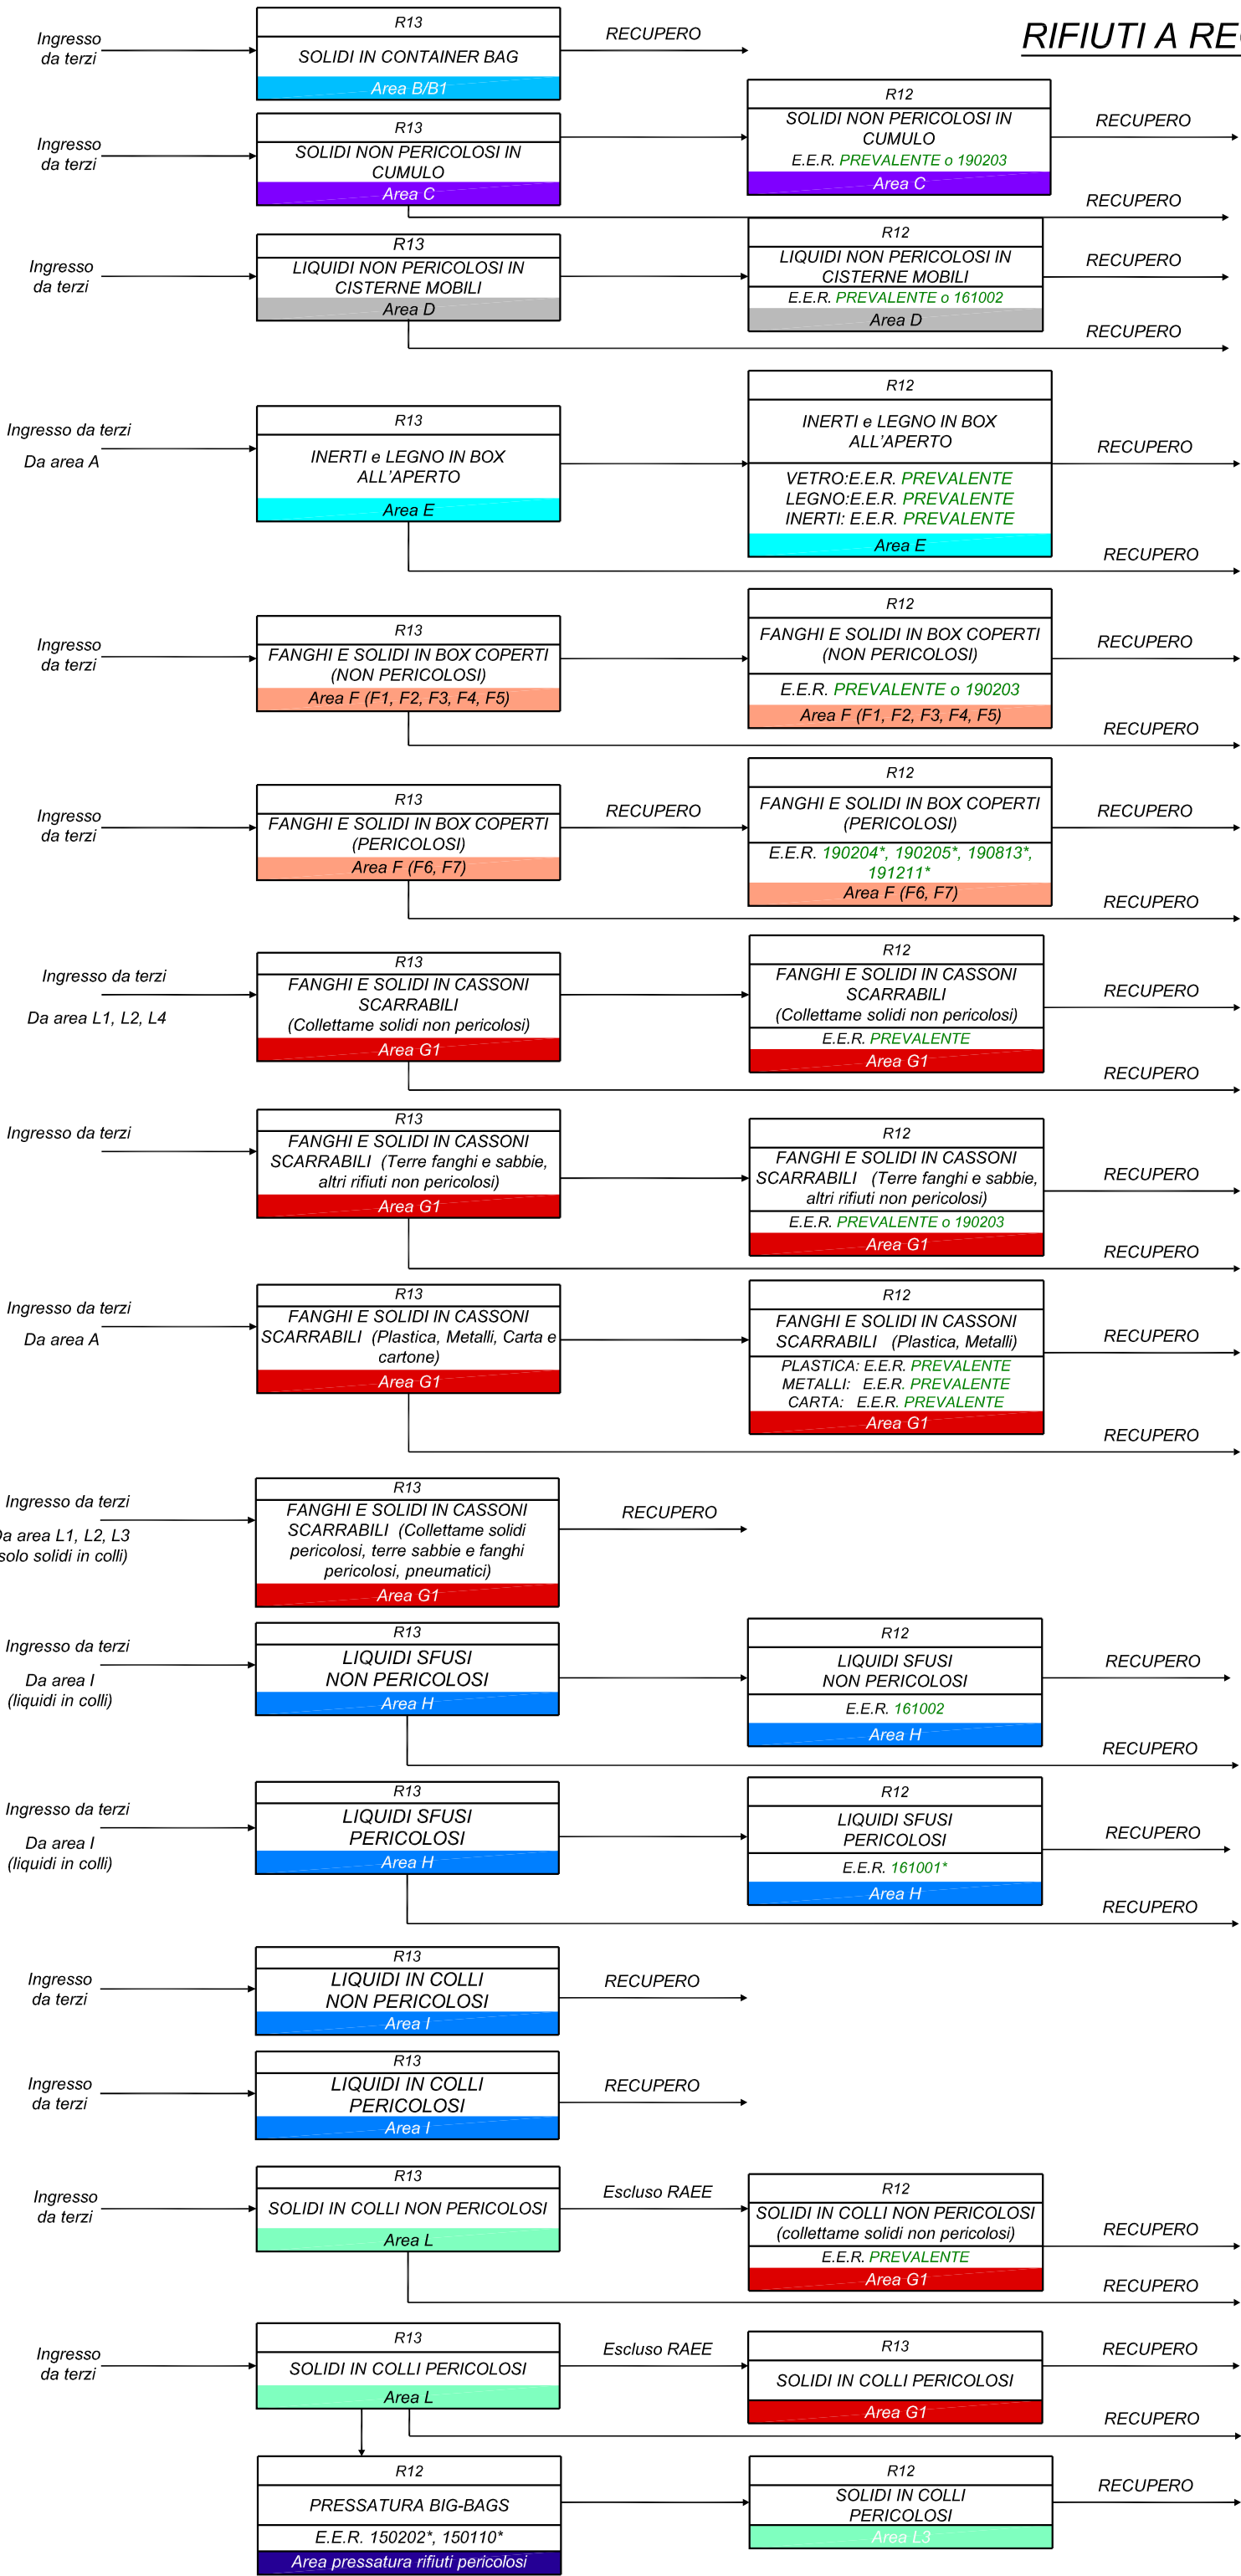 RIFIUTI A RE
Ingresso
da terzi
R13
SOLIDI IN CONTAINER BAG
Area B/B1
RECUPERO
Ingresso
da terzi
R13
SOLIDI NON PERICOLOSI IN
CUMULO
Area C
R12
SOLIDI NON PERICOLOSI IN
CUMULO
E.E.R. PREVALENTE o 190203
Area C
RECUPERO
RECUPERO
Ingresso
da terzi
R13
LIQUIDI NON PERICOLOSI IN
CISTERNE MOBILI
Area D
R12
LIQUIDI NON PERICOLOSI IN
CISTERNE MOBILI
E.E.R. PREVALENTE o 161002
Area D
RECUPERO
RECUPERO
Ingresso da terzi
Da area A
R13
INERTI e LEGNO IN BOX
ALL'APERTO
Area E
R12
INERTI e LEGNO IN BOX
ALL'APERTO
VETRO:E.E.R. PREVALENTE
LEGNO:E.E.R. PREVALENTE
INERTI: E.E.R. PREVALENTE
Area E
RECUPERO
RECUPERO
Ingresso
da terzi
R13
FANGHI E SOLIDI IN BOX COPERTI
(NON PERICOLOSI)
Area F (F1, F2, F3, F4, F5)
R12
FANGHI E SOLIDI IN BOX COPERTI
(NON PERICOLOSI)
E.E.R. PREVALENTE o 190203
Area F (F1, F2, F3, F4, F5)
RECUPERO
RECUPERO
Ingresso
da terzi
R13
FANGHI E SOLIDI IN BOX COPERTI
(PERICOLOSI)
Area F (F6, F7)
RECUPERO
R12
FANGHI E SOLIDI IN BOX COPERTI
(PERICOLOSI)
E.E.R. 190204*, 190205*, 190813*,
191211*
Area F (F6, F7)
RECUPERO
RECUPERO
Ingresso da terzi
Da area L1, L2, L4
R13
FANGHI E SOLIDI IN CASSONI
SCARRABILI
(Collettame solidi non pericolosi)
Area G1
R12
FANGHI E SOLIDI IN CASSONI
SCARRABILI
(Collettame solidi non pericolosi)
E.E.R. PREVALENTE
Area G1
RECUPERO
RECUPERO
Ingresso da terzi
R13
FANGHI E SOLIDI IN CASSONI
SCARRABILI (Terre fanghi e sabbie,
altri rifiuti non pericolosi)
Area G1
R12
FANGHI E SOLIDI IN CASSONI
SCARRABILI (Terre fanghi e sabbie,
altri rifiuti non pericolosi)
E.E.R. PREVALENTE o 190203
Area G1
RECUPERO
RECUPERO
Ingresso da terzi
Da area A
R13
FANGHI E SOLIDI IN CASSONI
SCARRABILI (Plastica, Metalli, Carta e
cartone)
Area G1
R12
FANGHI E SOLIDI IN CASSONI
SCARRABILI (Plastica, Metalli)
PLASTICA: E.E.R. PREVALENTE
METALLI: E.E.R. PREVALENTE
CARTA: E.E.R. PREVALENTE
Area G1
RECUPERO
RECUPERO
Ingresso da terzi
Da area L1, L2, L3
solo solidi in colli)
R13
FANGHI E SOLIDI IN CASSONI
SCARRABILI (Collettame solidi
pericolosi, terre sabbie e fanghi
pericolosi, pneumatici)
Area G1
RECUPERO
Ingresso da terzi
Da area I
(liquidi in colli)
R13
LIQUIDI SFUSI
NON PERICOLOSI
Area H
R12
LIQUIDI SFUSI
NON PERICOLOSI
E.E.R. 161002
Area H
RECUPERO
RECUPERO
Ingresso da terzi
Da area I
(liquidi in colli)
R13
LIQUIDI SFUSI
PERICOLOSI
Area H
R12
LIQUIDI SFUSI
PERICOLOSI
E.E.R. 161001*
Area H
RECUPERO
RECUPERO
Ingresso
da terzi
R13
LIQUIDI IN COLLI
NON PERICOLOSI
Area I
RECUPERO
Ingresso
da terzi
R13
LIQUIDI IN COLLI
PERICOLOSI
Area I
RECUPERO
Ingresso
da terzi
R13
SOLIDI IN COLLI NON PERICOLOSI
Area L
Escluso RAEE
R12
SOLIDI IN COLLI NON PERICOLOSI
(collettame solidi non pericolosi)
E.E.R. PREVALENTE
Area G1
RECUPERO
RECUPERO
Ingresso
da terzi
R13
SOLIDI IN COLLI PERICOLOSI
Area L
Escluso RAEE
R13
SOLIDI IN COLLI PERICOLOSI
Area G1
RECUPERO
RECUPERO
R12
PRESSATURA BIG-BAGS
E.E.R. 150202*, 150110*
Area pressatura rifiuti pericolosi
R12
SOLIDI IN COLLI
PERICOLOSI
Area L3
RECUPERO